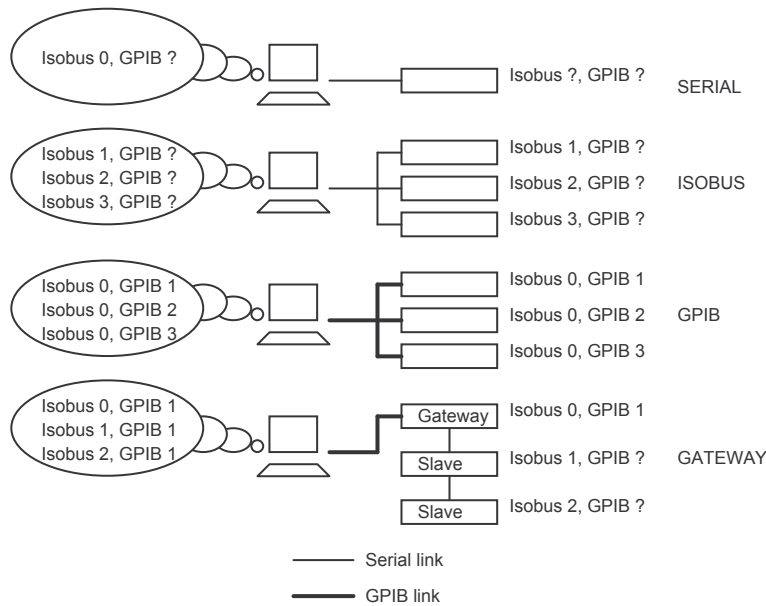 Isobus 0, GPIB ?
Isobus ?, GPIB ?
SERIAL
Isobus 1, GPIB ?
Isobus 2, GPIB ?
Isobus 3, GPIB ?
Isobus 1, GPIB ?
Isobus 2, GPIB ?
Isobus 3, GPIB ?
ISOBUS
Isobus 0, GPIB 1
Isobus 0, GPIB 2
Isobus 0, GPIB 3
Isobus 0, GPIB 1
Isobus 0, GPIB 2
Isobus 0, GPIB 3
GPIB
Isobus 0, GPIB 1
Isobus 1, GPIB 1
Isobus 2, GPIB 1
Gateway
Isobus 0, GPIB 1
Slave
Isobus 1, GPIB ?
GATEWAY
Slave
Isobus 2, GPIB ?
Serial link
GPIB link